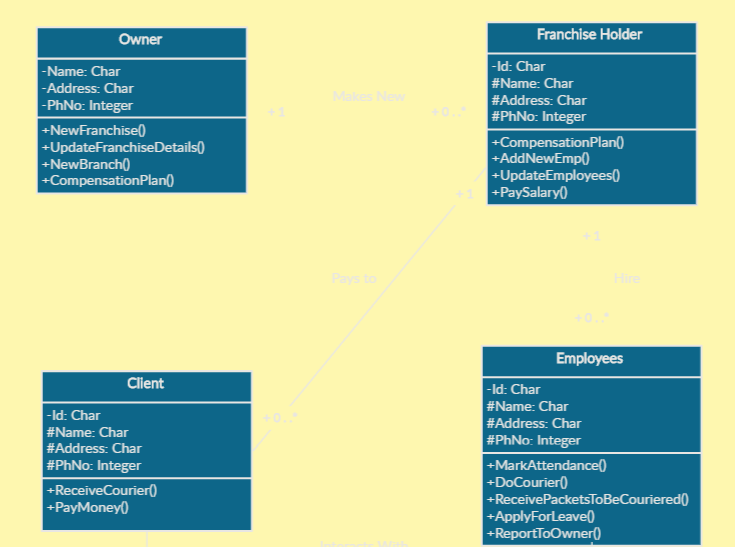 Owner
-Name: Char
-Address: Char
-PhNo: Integer
+NewFranchise()
+UpdateFranchiseDetails()
+NewBranch()
+CompensationPlan()
Makes New
+1
+0..*
Franchise Holder
-Id: Char
#Name: Char
#Address: Char
#PhNo: Integer
+CompensationPlan()
+AddNewEmp()
+UpdateEmployees()
+PaySalary()
+1
+1
Pays to
Hire
+0..*
+0..*
Client
-Id: Char
#Name: Char
#Address: Char
#PhNo: Integer
+ReceiveCourier()
+PayMoney()
Employees
-Id: Char
#Name: Char
#Address: Char
#PhNo: Integer
+MarkAttendance()
+DoCourier()
+ReceivePacketsToBeCouriered()
+ApplyForLeave()
+ReportToOwner()
Interacts With